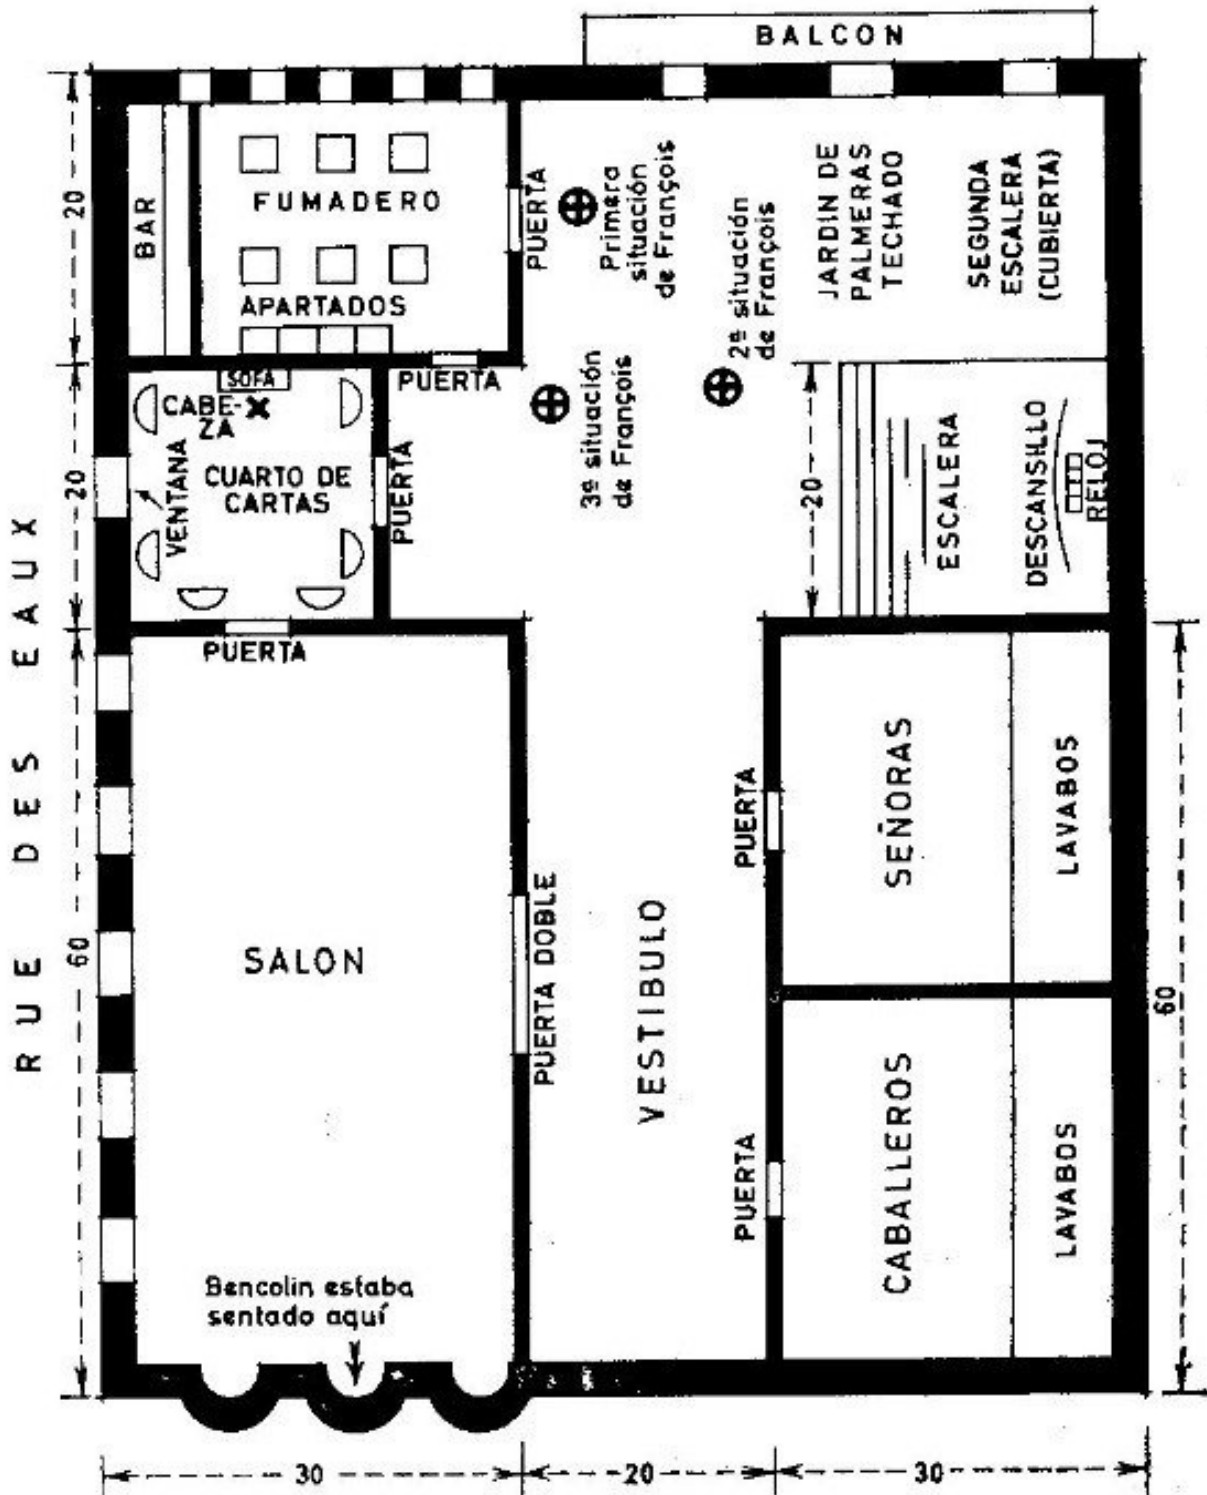 BALCON
20
BAR
FUMADERO
APARTADOS
PUERTA
PUERTA
Primera
situación
de François
2ª situación
de François
3ª situación
de François
JARDIN DE
PALMERAS
TECHADO
SEGUNDA
ESCALERA
(CUBIERTA)
20
SOFA
CABE-
ZA
VENTANA
CUARTO DE
CARTAS
PUERTA
PUERTA
20
ESCALERA
DESCANSILLO
RELOJ
RUE DES EAUX
60
SALON
PUERTA DOBLE
VESTIBULO
PUERTA
SEÑORAS
LAVABOS
PUERTA
CABALLEROS
LAVABOS
60
Bencolin estaba
sentado aquí
30
20
30